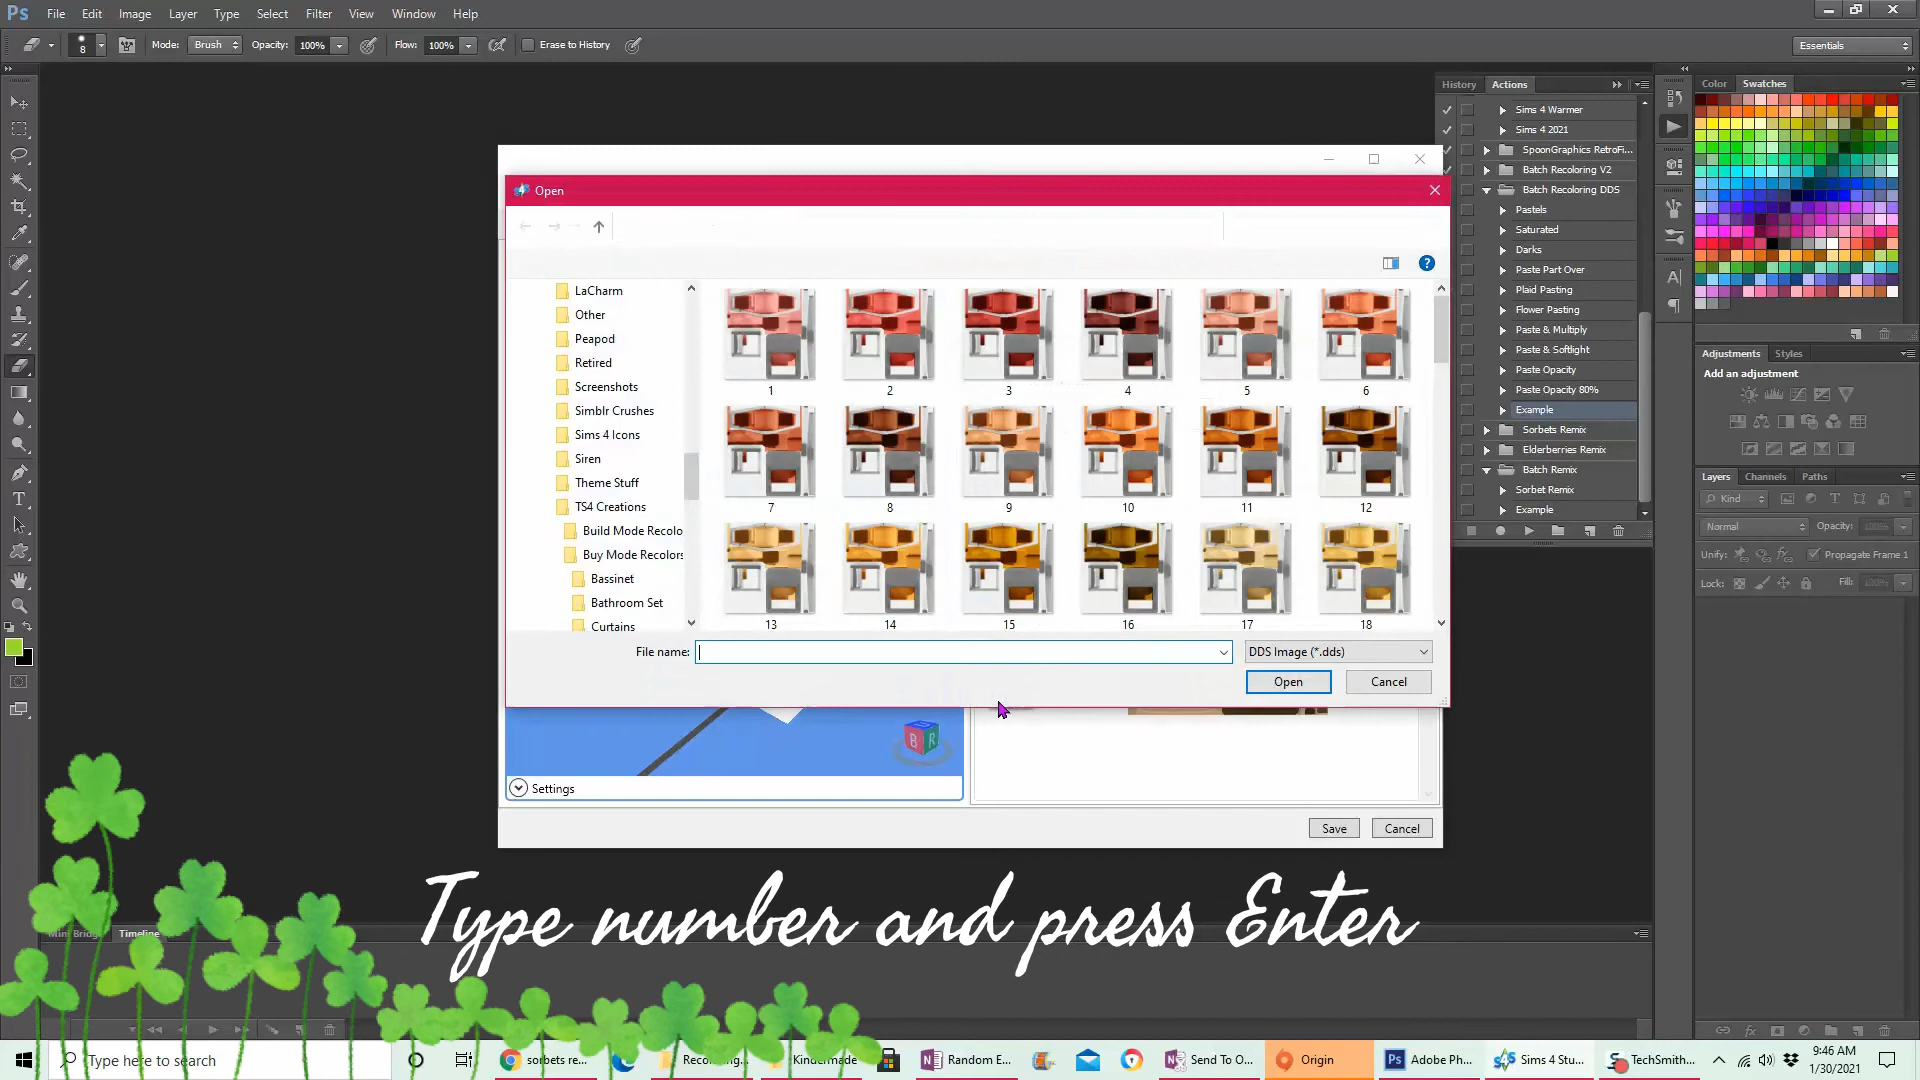 Ps File Edit Image Layer Type Select Filter View Window Help
8 Mode: Brush Opacity: 100% Flow: 100% Erase to History Essentials
History Actions
Color Swatches
Sims 4 Warmer
Sims 4 2021
SpoonGraphics RetroFi...
Batch Recoloring V2
Batch Recoloring DDS
Pastels
Saturated
Darks
Paste Part Over
Plaid Pasting
Flower Pasting
Paste & Multiply
Paste & Softlight
Paste Opacity
Paste Opacity 80%
Example
Sorbets Remix
Elderberries Remix
Batch Remix
Sorbet Remix
Example
Adjustments Styles
Add an adjustment
Layers Channels Paths
Kind
Normal Opacity: 100%
Unify: Propagate Frame 1
Lock: Fill: 100%
Open
LaCharm
Other
Peapod
Retired
Screenshots
Simblr Crushes
Sims 4 Icons
Siren
Theme Stuff
TS4 Creations
Build Mode Recolo
Buy Mode Recolors
Bassinet
Bathroom Set
Curtains
1 2 3 4 5 6
7 8 9 10 11 12
13 14 15 16 17 18
File name: DDS Image (*.dds)
Open Cancel
B R
Settings
Save Cancel
Type number and press Enter
Mini Bridge Timeline
Type here to search
sorbets re...
Recoloring...
Kindermade
Random E...
Send To O...
Origin
Adobe Ph...
Sims 4 Stu...
TechSmith...
9:46 AM
1/30/2021